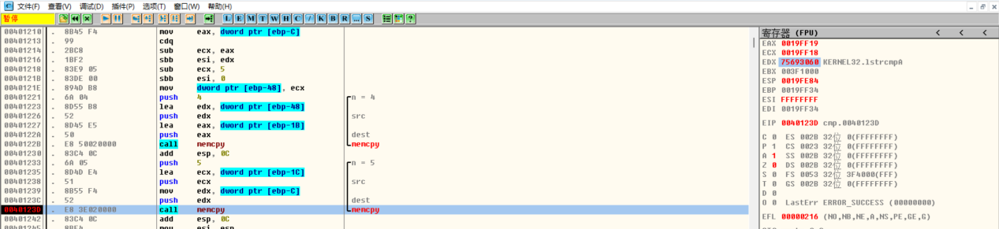 文件(F) 查看(V) 调试(D) 插件(P) 选项(T) 窗口(W) 帮助(H)
暂停 L E M T W H C / K B R ... S
00401210 . 8B45 F4 mov eax, dword ptr [ebp-C]
00401213 . 99 cdq
00401214 . 2BC8 sub ecx, eax
00401216 . 1BF2 sbb esi, edx
00401218 . 83E9 05 sub ecx, 5
0040121B . 83DE 00 sbb esi, 0
0040121E . 894D B8 mov dword ptr [ebp-48], ecx
00401221 . 6A 04 push 4 n = 4
00401223 . 8D55 B8 lea edx, dword ptr [ebp-48]
00401226 . 52 push edx src
00401227 . 8D45 E5 lea eax, dword ptr [ebp-1B]
0040122A . 50 push eax dest
0040122B . E8 50020000 call memcpy memcpy
00401230 . 83C4 0C add esp, 0C
00401233 . 6A 05 push 5 n = 5
00401235 . 8D4D E4 lea ecx, dword ptr [ebp-1C]
00401238 . 51 push ecx src
00401239 . 8B55 F4 mov edx, dword ptr [ebp-C]
0040123C . 52 push edx dest
0040123D . E8 3E020000 call memcpy memcpy
00401242 . 83C4 0C add esp, 0C
寄存器 (FPU) < < <
EAX 0019FF19
ECX 0019FF18
EDX 75693060 KERNEL32.lstrcmpA
EBX 003F1000
ESP 0019FE84
EBP 0019FF34
ESI FFFFFFFF
EDI 0019FF34
EIP 0040123D cmp.0040123D
C 0 ES 002B 32位 0(FFFFFFFF)
P 1 CS 0023 32位 0(FFFFFFFF)
A 1 SS 002B 32位 0(FFFFFFFF)
Z 0 DS 002B 32位 0(FFFFFFFF)
S 0 FS 0053 32位 3F4000(FFF)
T 0 GS 002B 32位 0(FFFFFFFF)
D 0
O 0 LastErr ERROR_SUCCESS (00000000)
EFL 00000216 (NO,NB,NE,A,NS,PE,GE,G)